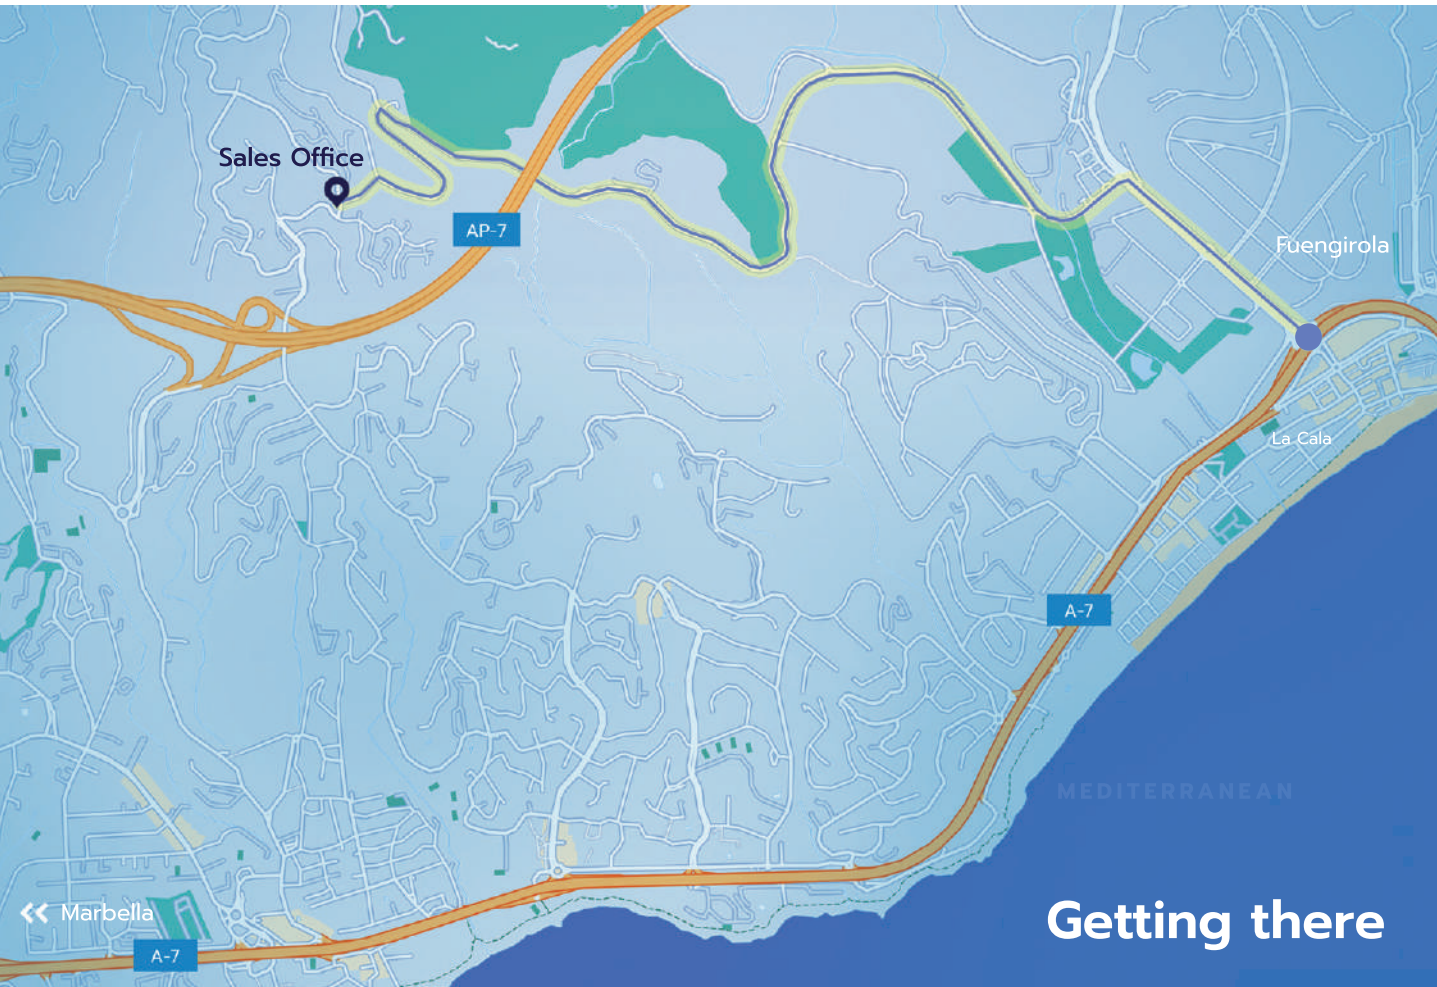 Sales Office
AP-7
Fuengirola
La Cala
A-7
MEDITERRANEAN
Marbella
Getting there
A-7